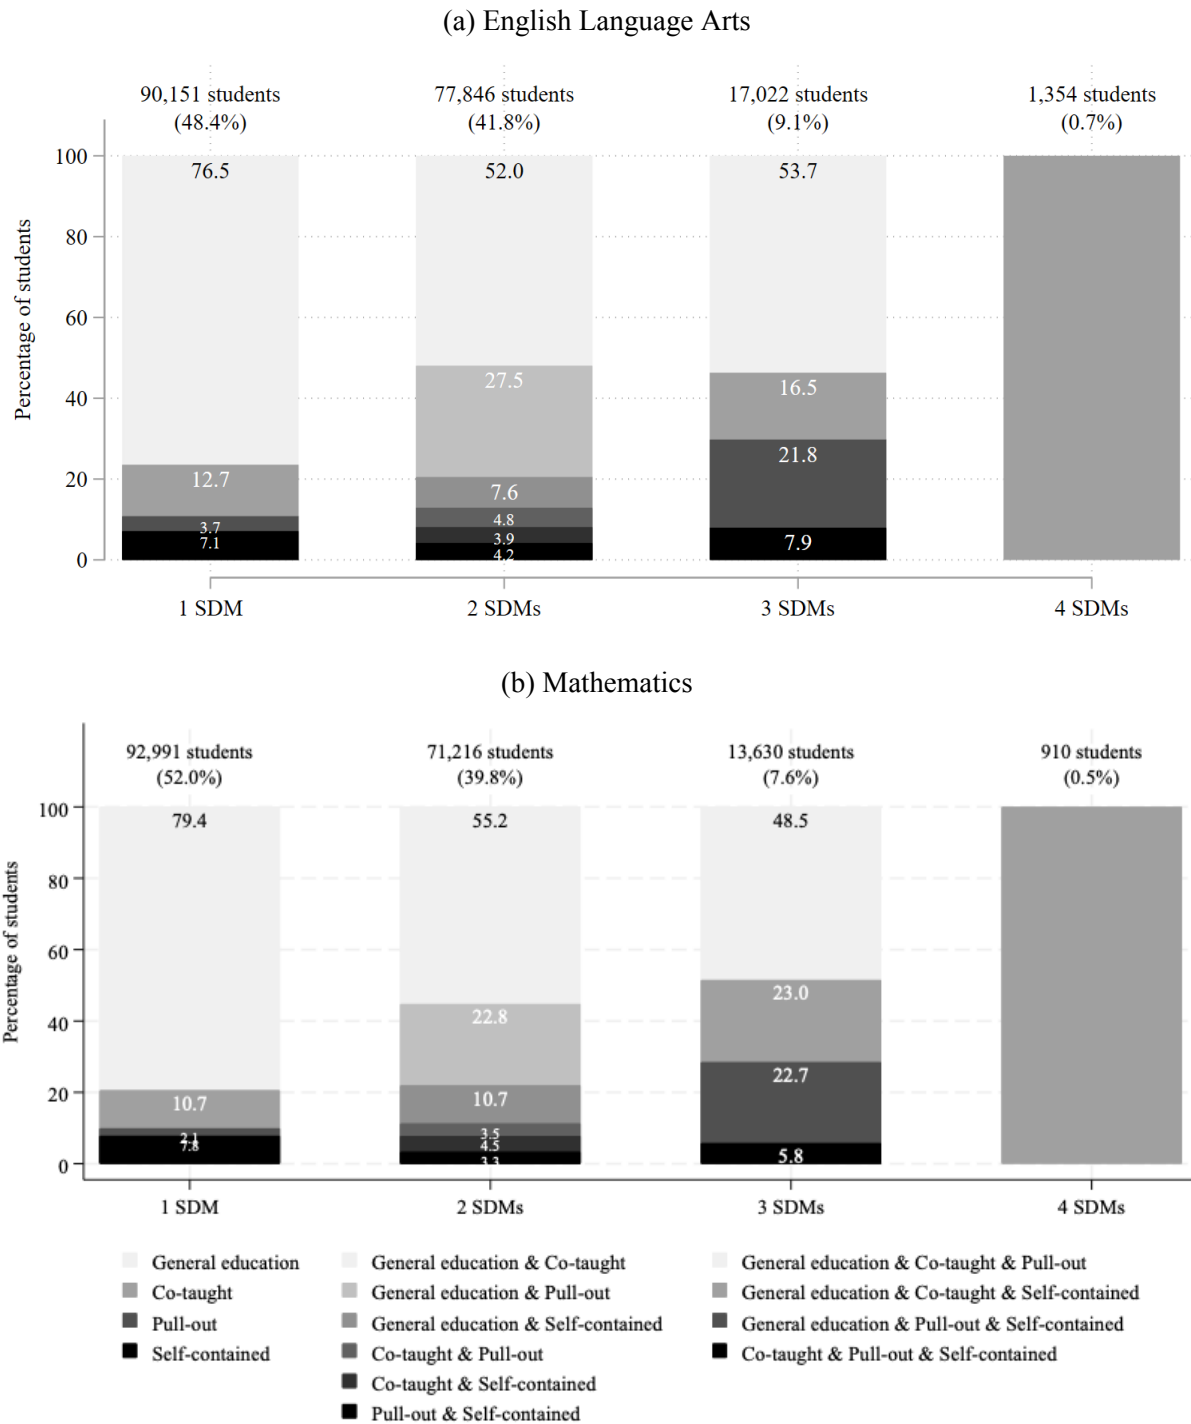 (a) English Language Arts
90,151 students 77,846 students 17,022 students 1,354 students
(48.4%) (41.8%) (9.1%) (0.7%)
Percentage of students
100
80
60
40
20
0
76.5 52.0 53.7
27.5 16.5
12.7 7.6 21.8
3.7 4.8
7.1 3.9 7.9
4.2
1 SDM 2 SDMs 3 SDMs 4 SDMs
(b) Mathematics
92,991 students 71,216 students 13,630 students 910 students
(52.0%) (39.8%) (7.6%) (0.5%)
Percentage of students
100
80
60
40
20
0
79.4 55.2 48.5
22.8 23.0
10.7 10.7 22.7
2.1 3.5
7.8 4.5 5.8
3.3
1 SDM 2 SDMs 3 SDMs 4 SDMs
General education
Co-taught
Pull-out
Self-contained
General education & Co-taught
General education & Pull-out
General education & Self-contained
Co-taught & Pull-out
Co-taught & Self-contained
Pull-out & Self-contained
General education & Co-taught & Pull-out
General education & Co-taught & Self-contained
General education & Pull-out & Self-contained
Co-taught & Pull-out & Self-contained